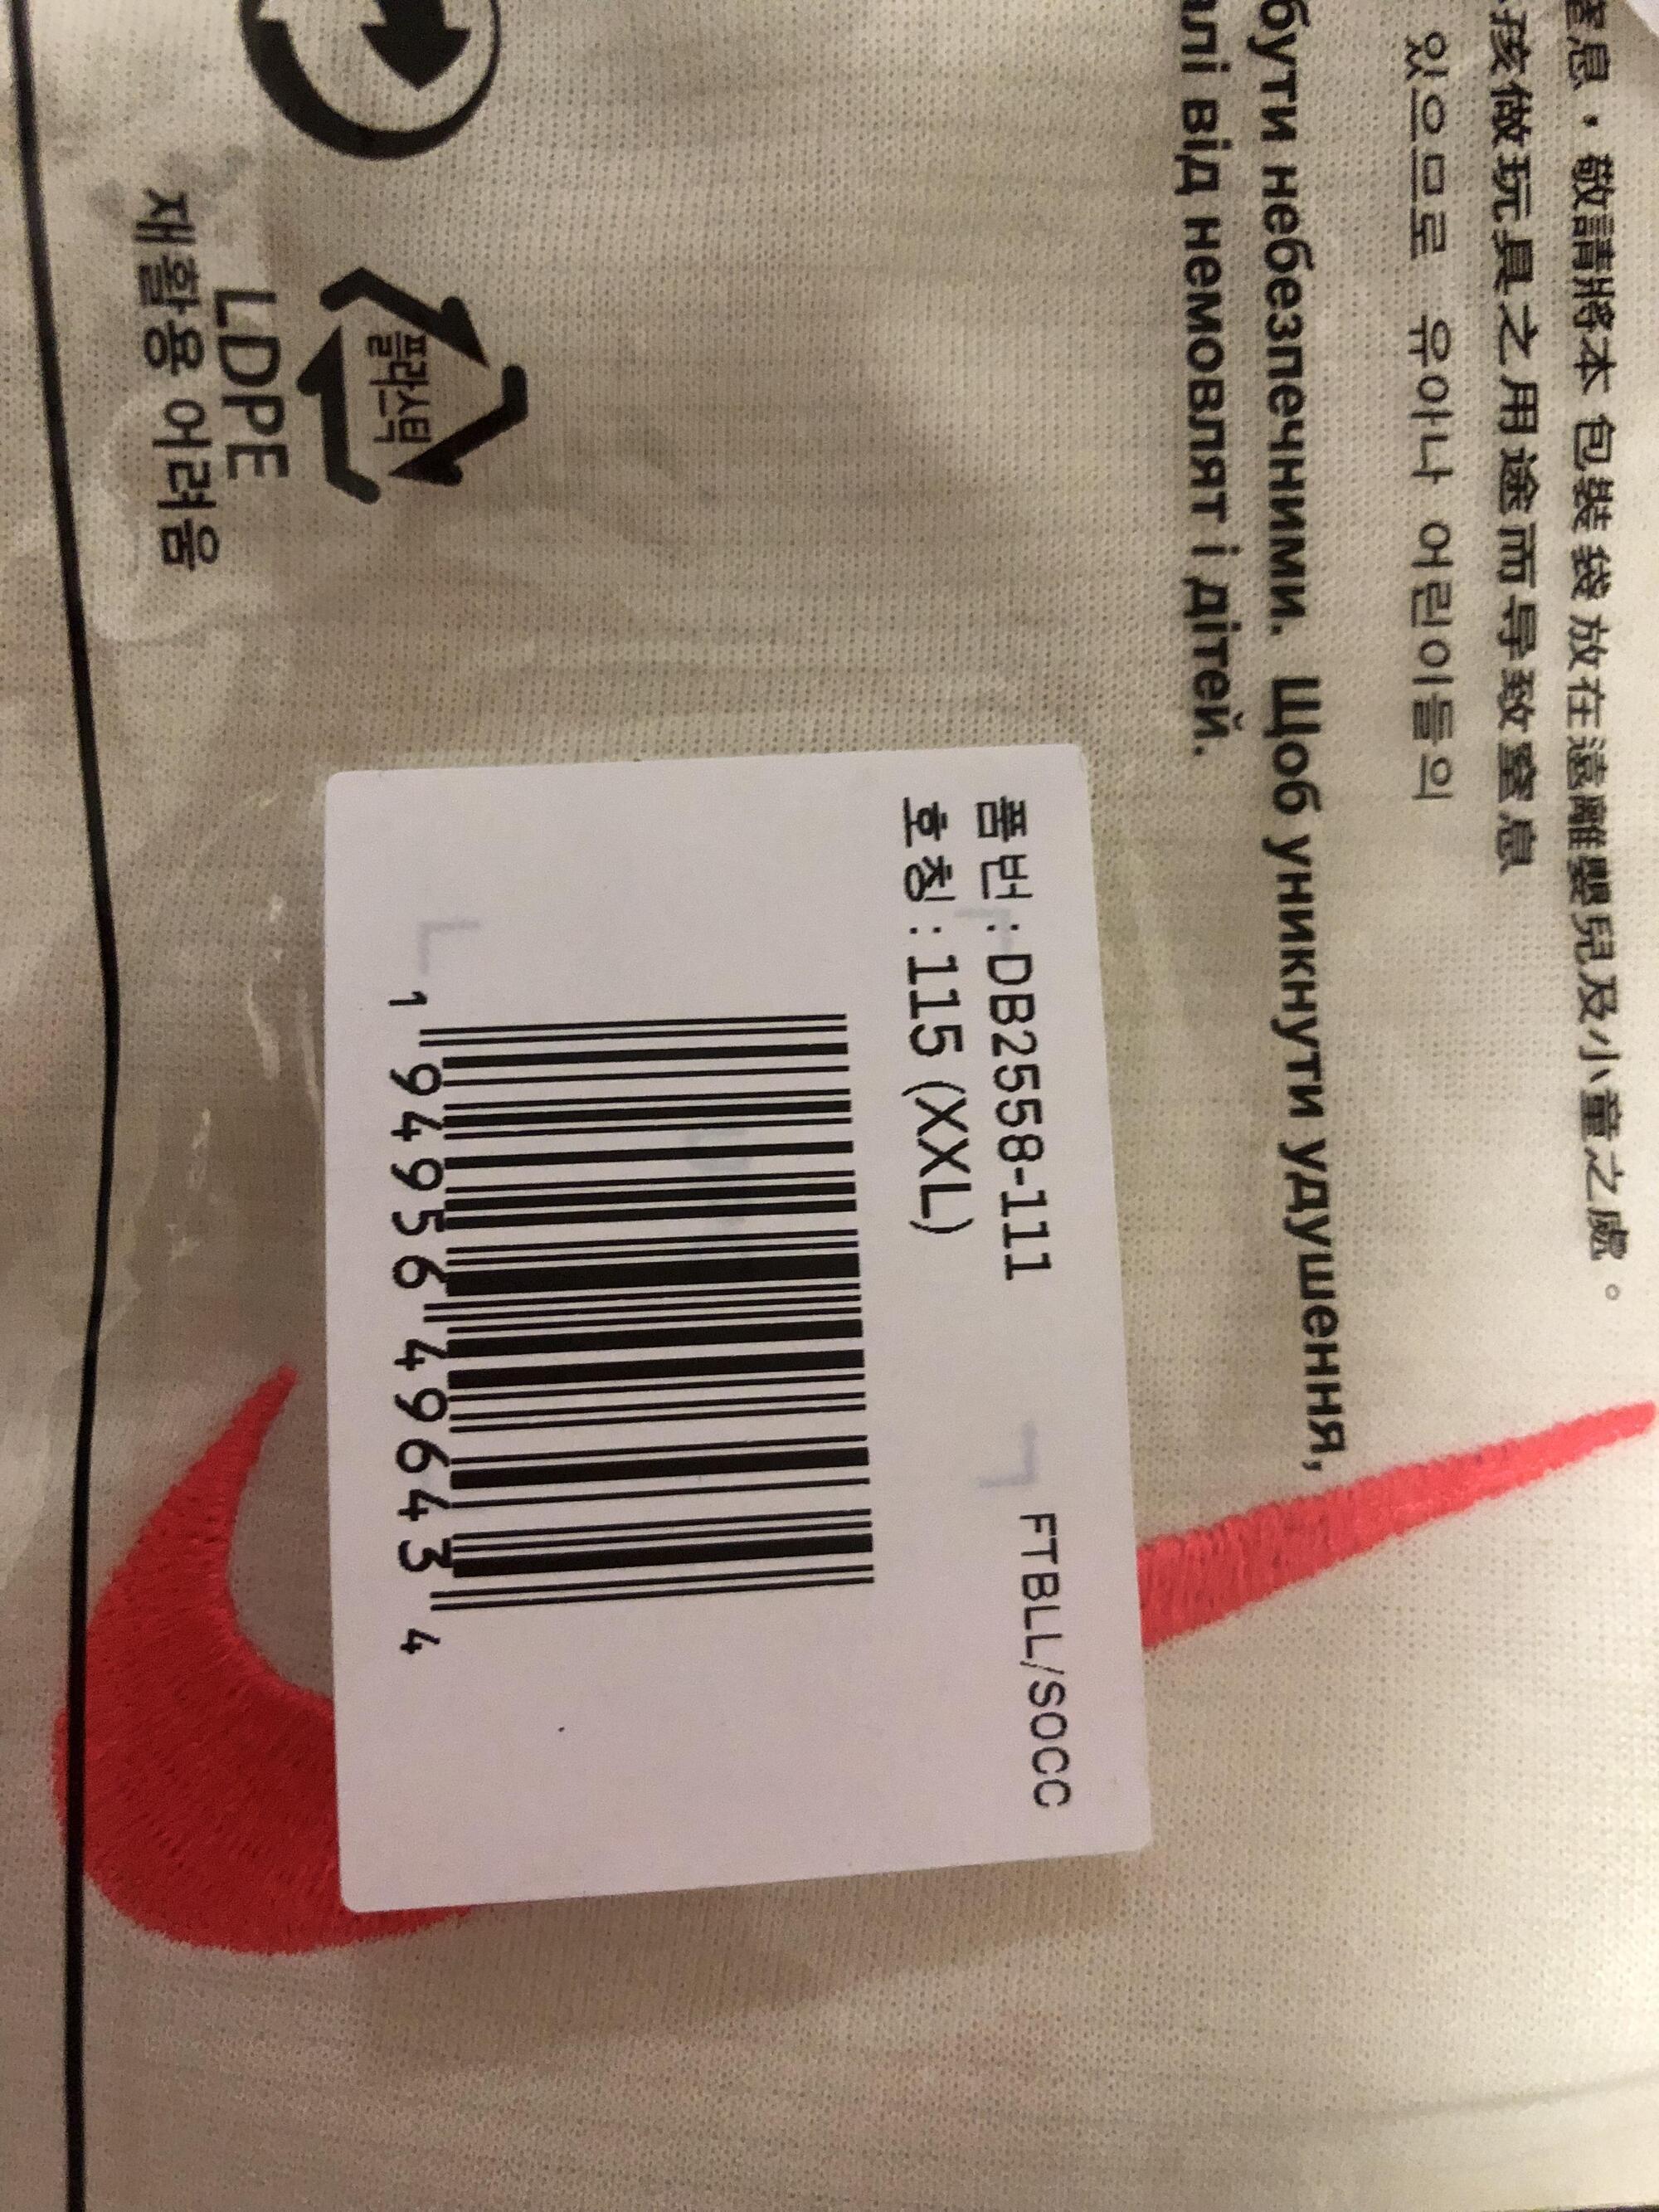 窒息，敬請將本 包裝 袋 放在遠離嬰兒及小童之處。
孩做玩具之用途而导致窒息
있으므로 유아나 어린이들의
бути небезпечними. Щоб уникнути удушення,
алі від немовлят і дітей.
플라스틱
LDPE
재활용 어려움
품번:DB2558-111
호칭:115 (XXL)
FTBLL/SOCC
1 94956 49643 4